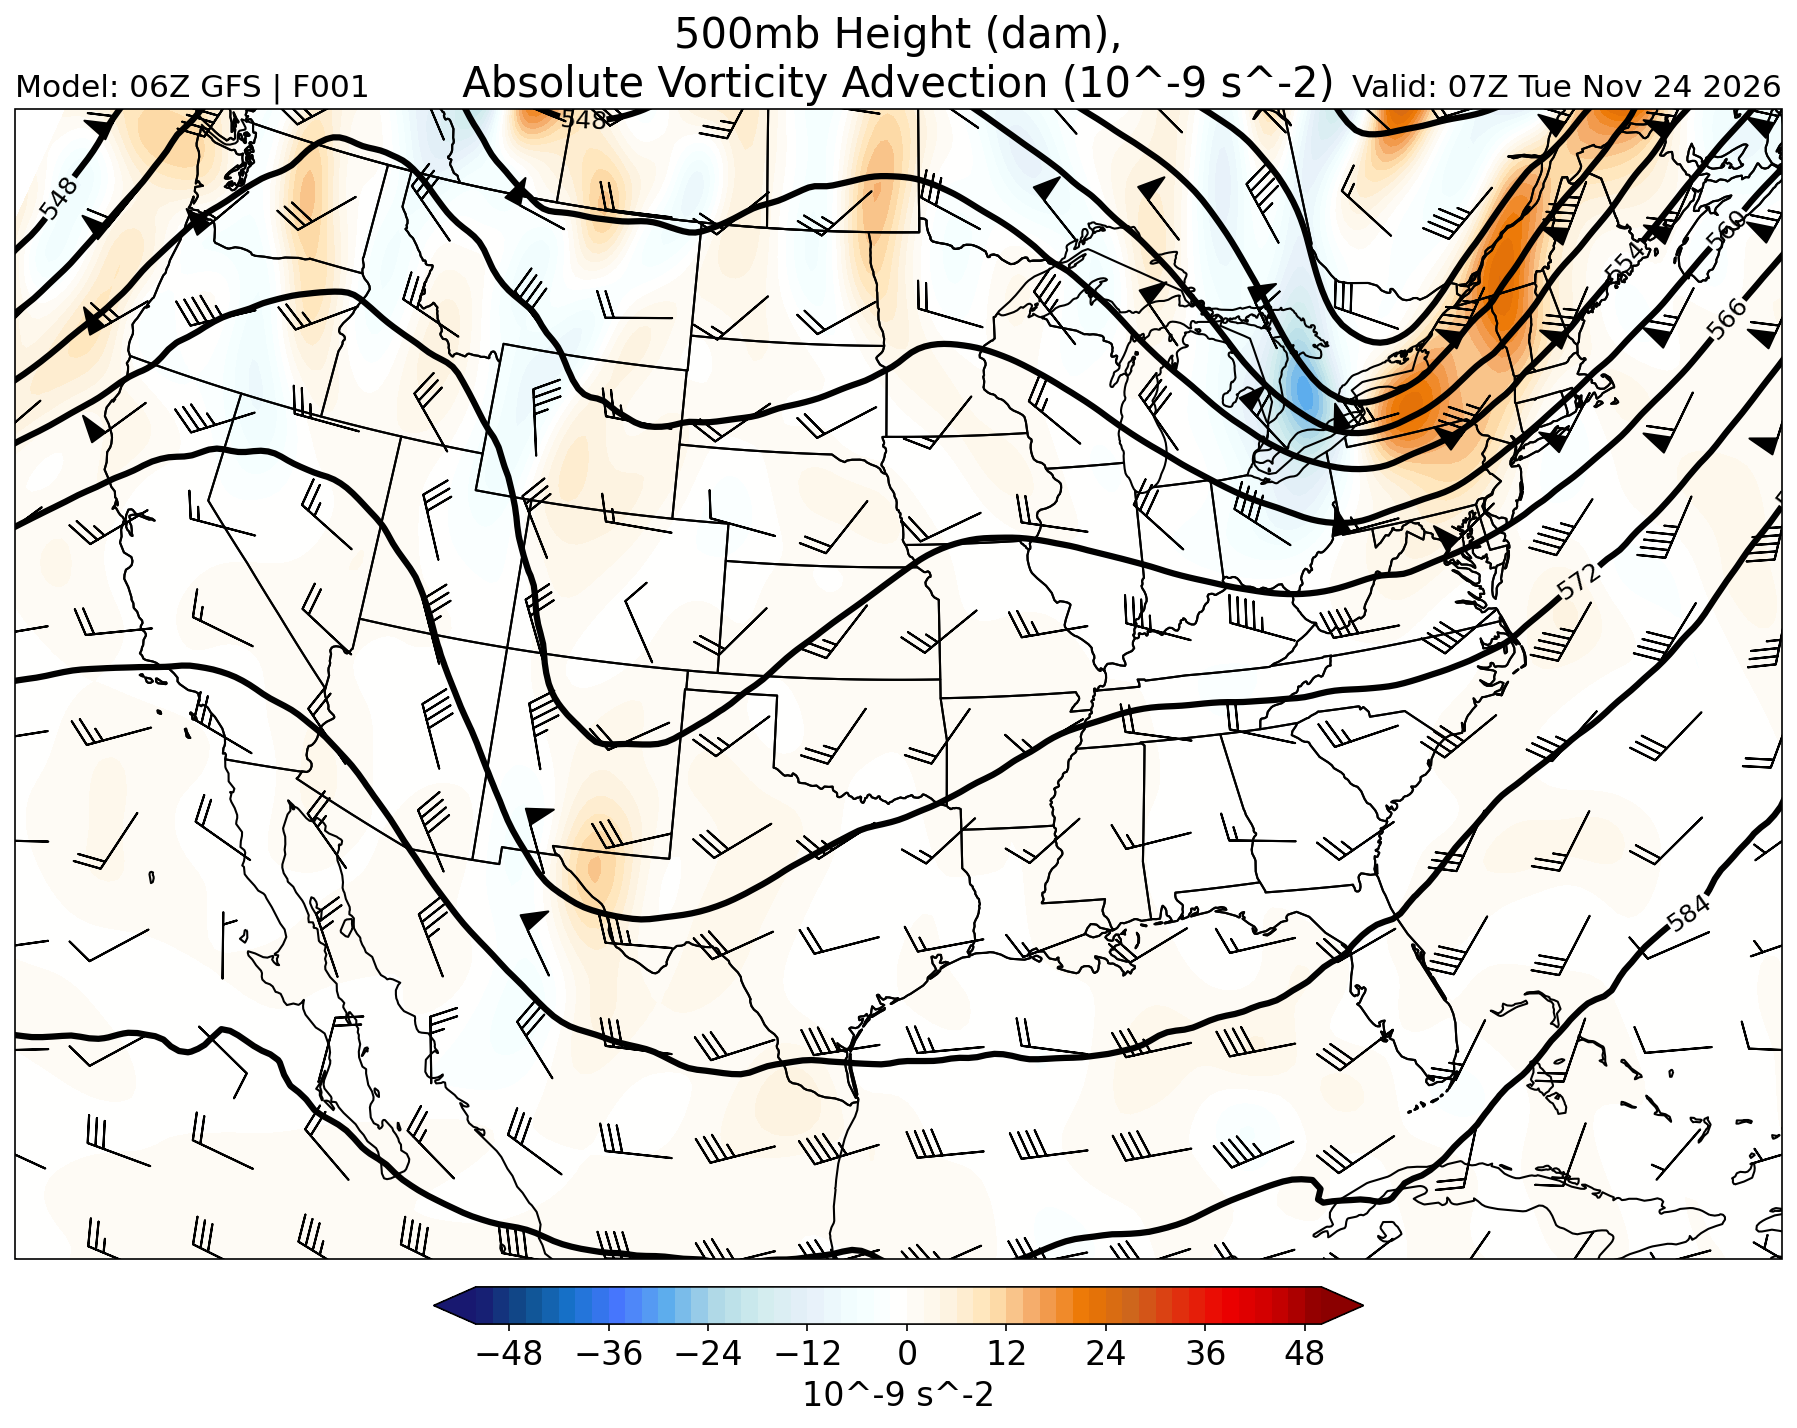 500mb Height (dam),
Model: 06Z GFS | F001
Absolute Vorticity Advection (10^-9 s^-2)
Valid: 07Z Tue Nov 24 2026
548
548
554
560
566
572
584
−48 −36 −24 −12 0 12 24 36 48
10^-9 s^-2